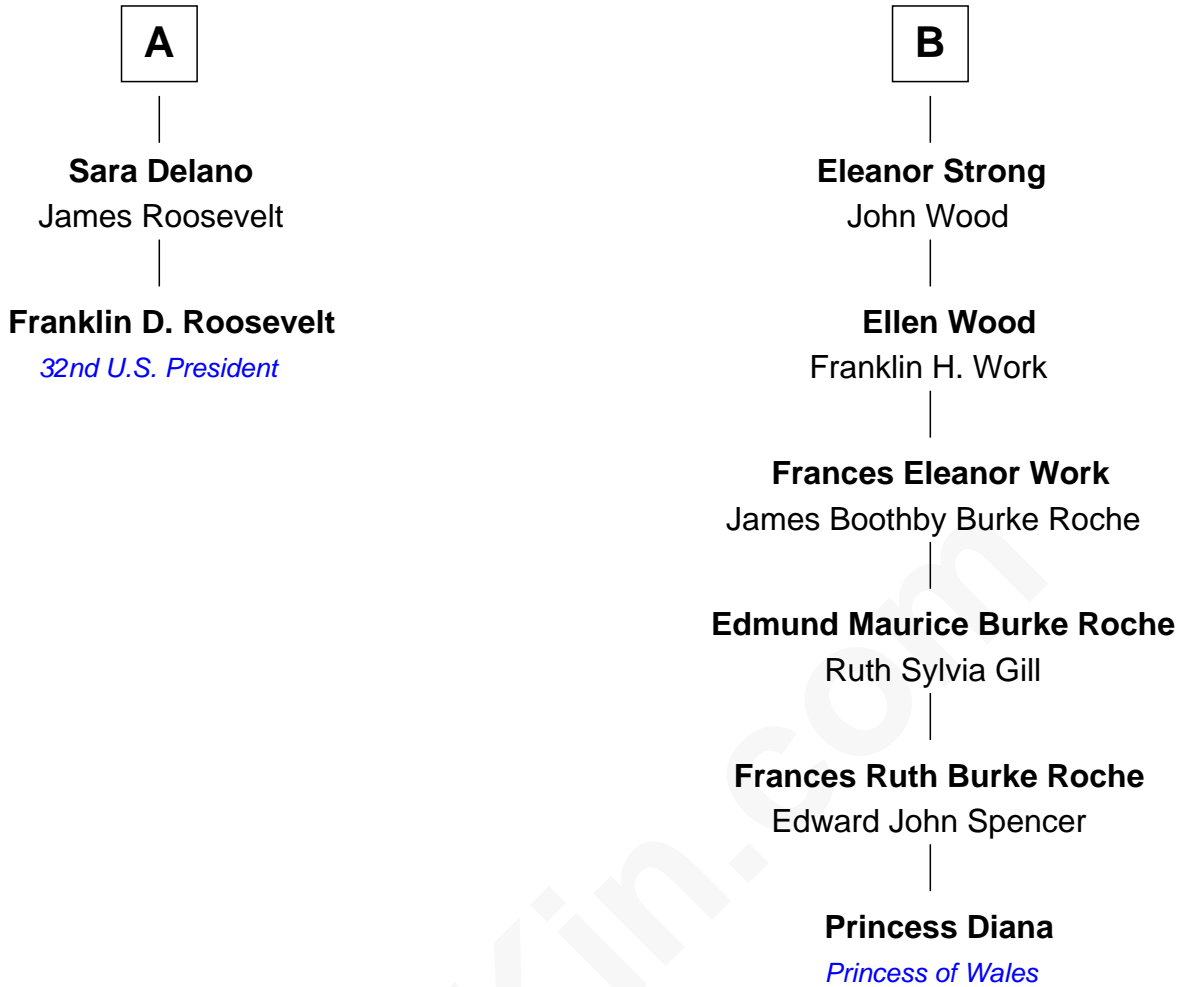 A
Sara Delano
James Roosevelt
Franklin D. Roosevelt
32nd U.S. President
B
Eleanor Strong
John Wood
Ellen Wood
Franklin H. Work
Frances Eleanor Work
James Boothby Burke Roche
Edmund Maurice Burke Roche
Ruth Sylvia Gill
Frances Ruth Burke Roche
Edward John Spencer
Princess Diana
Princess of Wales